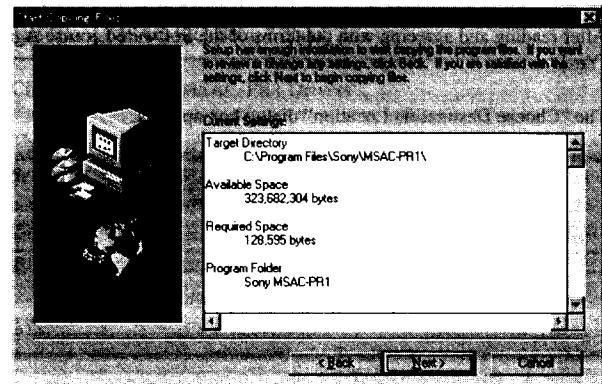 Start Copying Files
Setup has enough information to start copying the program files. If you want
to review or change any settings, click Back. If you are satisfied with the
settings, click Next to begin copying files.
Current Settings:
Target Directory
C:\Program Files\Sony\MSAC-PR1\
Available Space
323,682,304 bytes
Required Space
128,595 bytes
Program Folder
Sony MSAC-PR1
< Back
Next >
Cancel